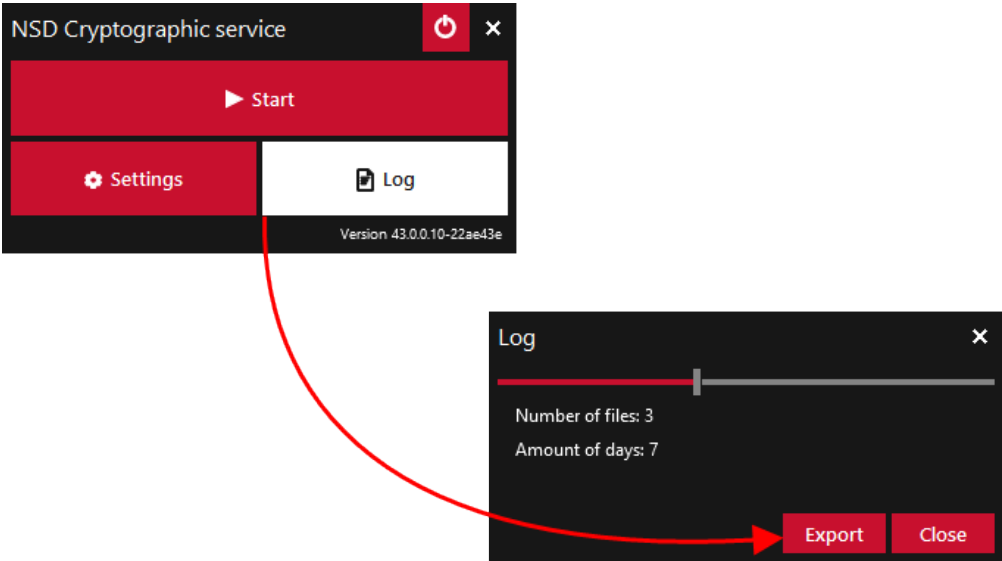 NSD Cryptographic service
Start
Settings
Log
Version 43.0.0.10-22ae43e
Log
Number of files: 3
Amount of days: 7
Export
Close